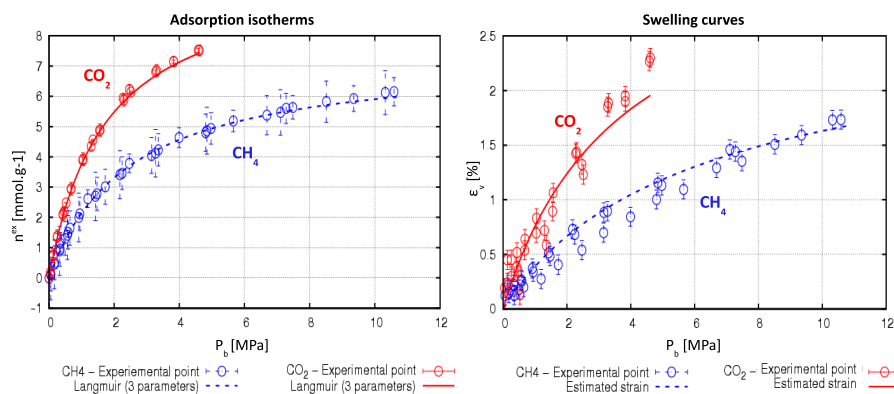 Adsorption isotherms
8
7
6
5
4
3
2
1
0
-1
0
2
4
6
8
10
12
n^ex [mmol.g-1]
CO2
CH4
P_b [MPa]
CH4 – Experiemental point
Langmuir (3 parameters)
CO2 – Experimental point
Langmuir (3 parameters)
Swelling curves
2.5
2
1.5
1
0.5
0
0
2
4
6
8
10
12
ε_v [%]
CO2
CH4
P_b [MPa]
CH4 – Experimental point
Estimated strain
CO2 – Experimental point
Estimated strain